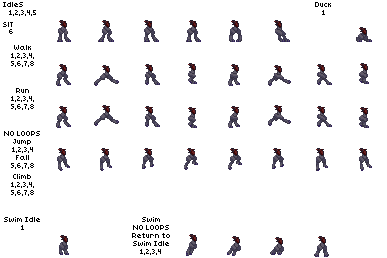 IdleS
1,2,3,4,5
Duck
1
SIT
6
Walk
1,2,3,4,
5,6,7,8
Run
1,2,3,4,
5,6,7,8
NO LOOPS
Jump
1,2,3,4
Fall
5,6,7,8
Climb
1,2,3,4,
5,6,7,8
Swim Idle
1
Swim
NO LOOPS
Return to
Swim Idle
1,2,3,4